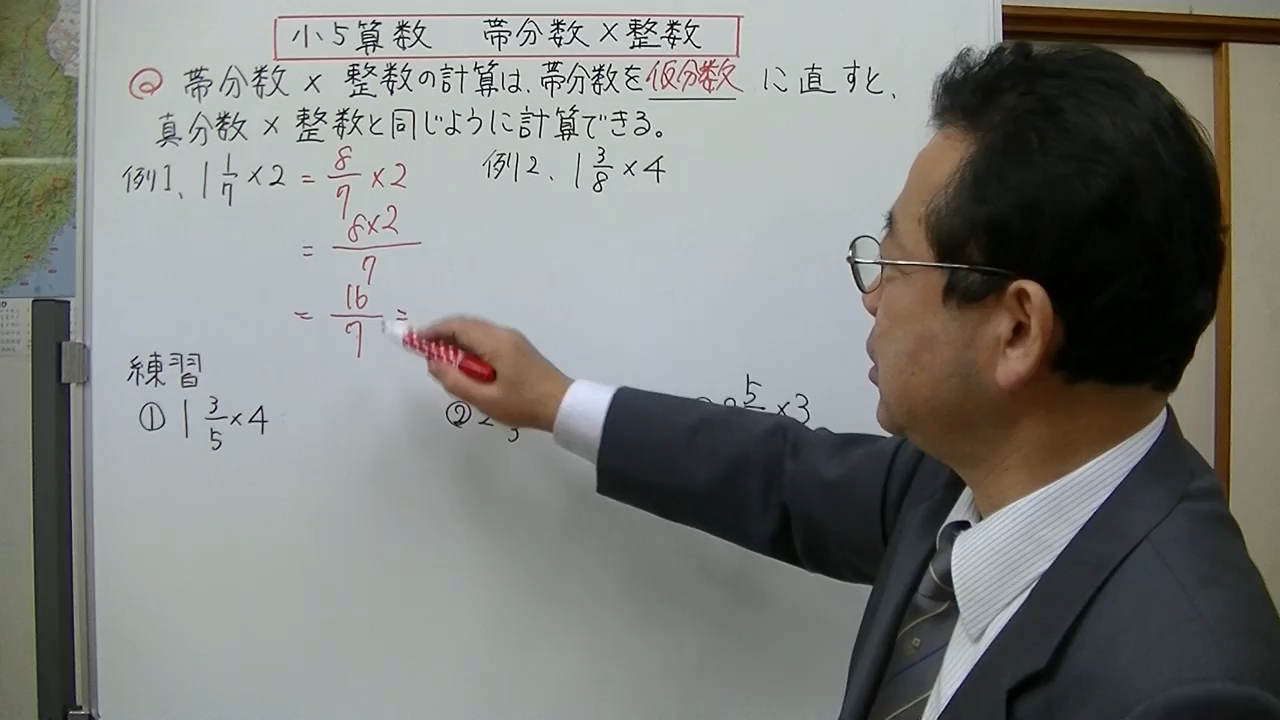 小5算数 帯分数×整数
◎ 帯分数 × 整数の計算は、帯分数を仮分数 に直すと、
真分数 × 整数と同じように計算できる。
例1、1 1/7 ×2 = 8/7 ×2
= 8×2/7
= 16/7 =
例2、1 3/8 ×4
練習
① 1 3/5 ×4
② 2
5 ×3